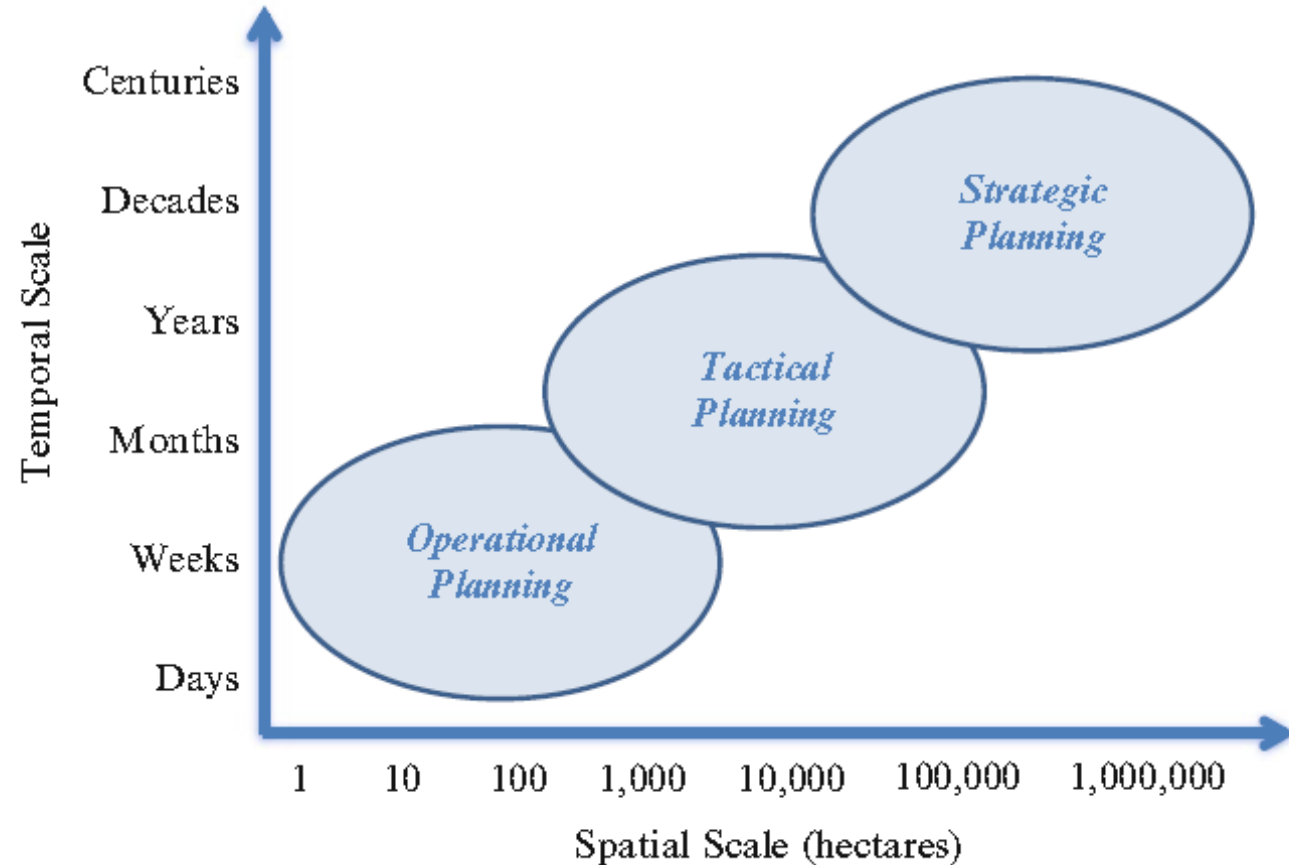 Centuries
Decades
Years
Months
Weeks
Days
Temporal Scale
Strategic
Planning
Tactical
Planning
Operational
Planning
1 10 100 1,000 10,000 100,000 1,000,000
Spatial Scale (hectares)